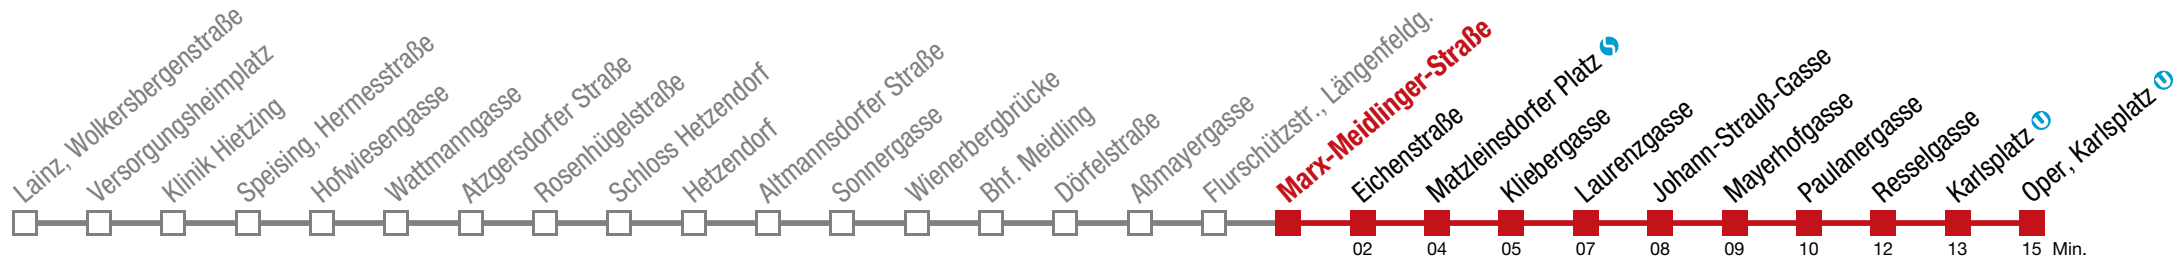 Lainz, Wolkersbergenstraße
Versorgungsheimplatz
Klinik Hietzing
Speising, Hermesstraße
Hofwiesengasse
Wattmanngasse
Atzgersdorfer Straße
Rosenhügelstraße
Schloss Hetzendorf
Hetzendorf
Altmannsdorfer Straße
Sonnergasse
Wienerbergbrücke
Bhf. Meidling
Dörfelstraße
Aßmayergasse
Flurschützstr., Längenfeldg.
Marx-Meidlinger-Straße
Eichenstraße
Matzleinsdorfer Platz S
Kliebergasse
Laurenzgasse
Johann-Strauß-Gasse
Mayerhofgasse
Paulanergasse
Resselgasse
Karlsplatz U
Oper, Karlsplatz U
02 04 05 07 08 09 10 12 13 15 Min.